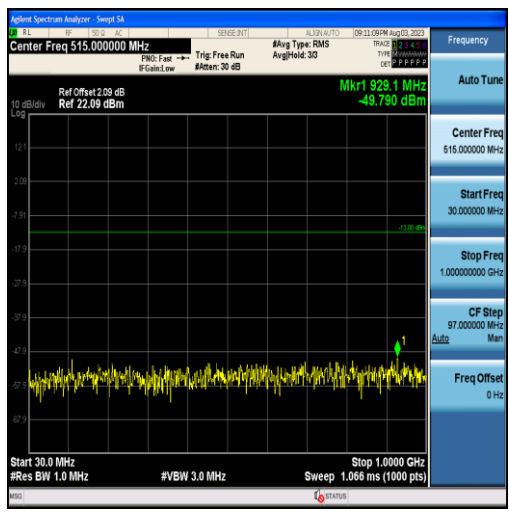 Agilent Spectrum Analyzer - Swept SA
RL RF 50 Ω AC SENSE:INT ALIGN AUTO 09:11:09 PM Aug 03, 2023
Center Freq 515.000000 MHz
PNO: Fast
IFGain:Low
Trig: Free Run
#Atten: 30 dB
#Avg Type: RMS
Avg|Hold: 3/3
TRACE 1 2 3 4 5 6
TYPE
DET P P P P P P
Ref Offset 2.09 dB
Ref 22.09 dBm
10 dB/div
Log
Mkr1 929.1 MHz
-49.790 dBm
12.1
2.09
-7.91
-13.00 dBm
-17.9
-27.9
-37.9
-47.9
-57.9
-67.9
1
Start 30.0 MHz
Stop 1.0000 GHz
#Res BW 1.0 MHz
#VBW 3.0 MHz
Sweep 1.066 ms (1000 pts)
MSG
STATUS
Frequency
Auto Tune
Center Freq
515.000000 MHz
Start Freq
30.000000 MHz
Stop Freq
1.000000000 GHz
CF Step
97.000000 MHz
Auto Man
Freq Offset
0 Hz